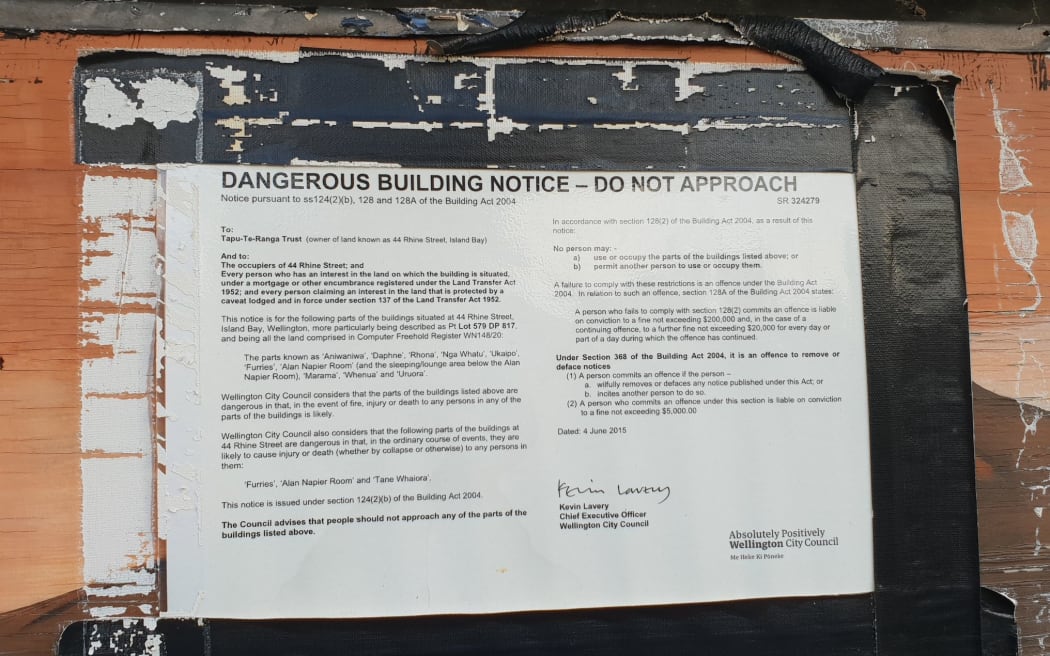 DANGEROUS BUILDING NOTICE – DO NOT APPROACH
Notice pursuant to ss124(2)(b), 128 and 128A of the Building Act 2004
SR 324279
To:
Tapu-Te-Ranga Trust (owner of land known as 44 Rhine Street, Island Bay)
And to:
The occupiers of 44 Rhine Street; and
Every person who has an interest in the land on which the building is situated,
under a mortgage or other encumbrance registered under the Land Transfer Act
1952; and every person claiming an interest in the land that is protected by a
caveat lodged and in force under section 137 of the Land Transfer Act 1952.
This notice is for the following parts of the buildings situated at 44 Rhine Street,
Island Bay, Wellington, more particularly being described as Pt Lot 579 DP 817,
and being all the land comprised in Computer Freehold Register WN148/20:
The parts known as 'Aniwaniwa', 'Daphne', 'Rhona', 'Nga Whatu', 'Ukaipo',
'Furries', 'Alan Napier Room' (and the sleeping/lounge area below the Alan
Napier Room), 'Marama', 'Whenua' and 'Uruora'.
Wellington City Council considers that the parts of the buildings listed above are
dangerous in that, in the event of fire, injury or death to any persons in any of the
parts of the buildings is likely.
Wellington City Council also considers that the following parts of the buildings at
44 Rhine Street are dangerous in that, in the ordinary course of events, they are
likely to cause injury or death (whether by collapse or otherwise) to any persons in
them:
'Furries', 'Alan Napier Room' and 'Tane Whaiora'.
This notice is issued under section 124(2)(b) of the Building Act 2004.
The Council advises that people should not approach any of the parts of the
buildings listed above.
In accordance with section 128(2) of the Building Act 2004, as a result of this
notice:
No person may: -
a) use or occupy the parts of the buildings listed above; or
b) permit another person to use or occupy them.
A failure to comply with these restrictions is an offence under the Building Act
2004. In relation to such an offence, section 128A of the Building Act 2004 states:
A person who fails to comply with section 128(2) commits an offence is liable
on conviction to a fine not exceeding $200,000 and, in the case of a
continuing offence, to a further fine not exceeding $20,000 for every day or
part of a day during which the offence has continued.
Under Section 368 of the Building Act 2004, it is an offence to remove or
deface notices
(1) A person commits an offence if the person –
a. wilfully removes or defaces any notice published under this Act; or
b. incites another person to do so.
(2) A person who commits an offence under this section is liable on conviction
to a fine not exceeding $5,000.00
Dated: 4 June 2015
Kevin Lavery
Kevin Lavery
Chief Executive Officer
Wellington City Council
Absolutely Positively
Wellington City Council
Me Heke Ki Pōneke